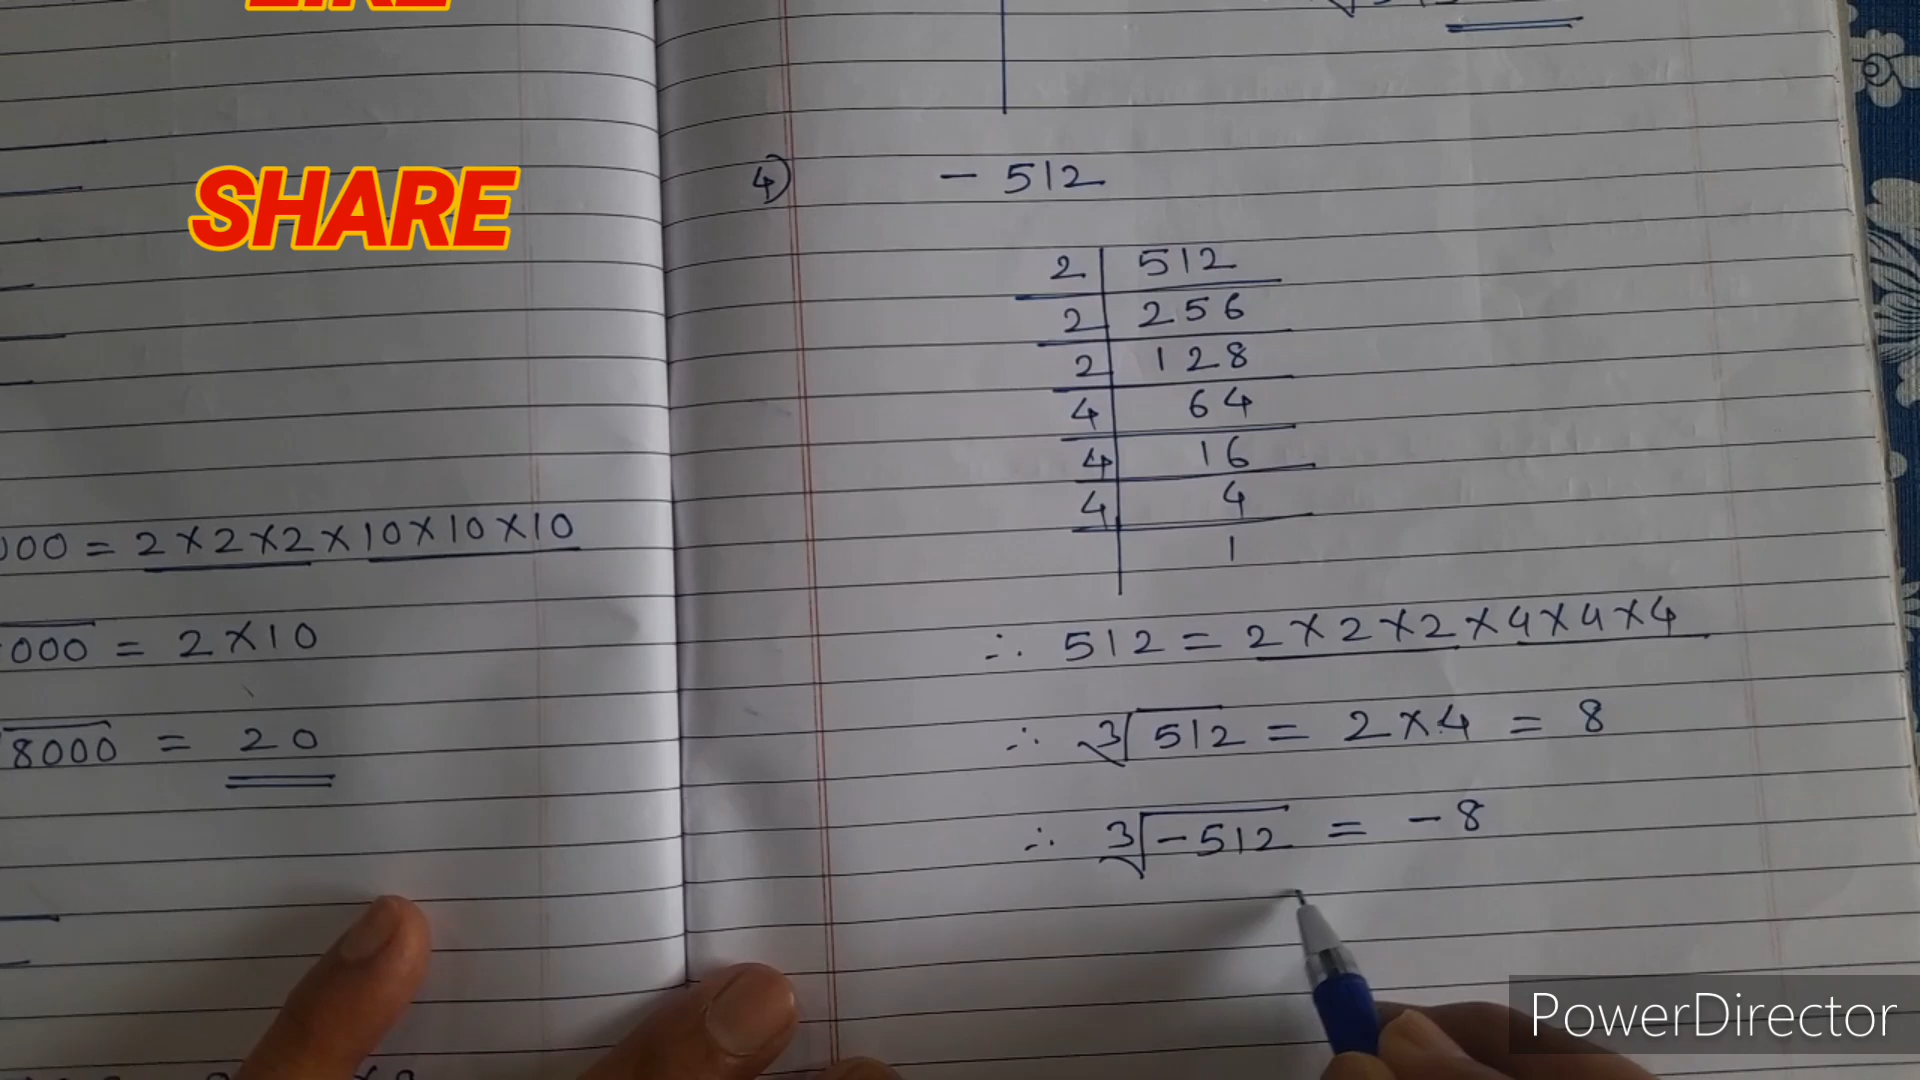 SHARE
000 = 2 × 2 × 2 × 10 × 10 × 10
000 = 2 × 10
8000 = 20
4) - 512
2 | 512
2 | 256
2 | 128
4 | 64
4 | 16
4 | 4
1
∴ 512 = 2 × 2 × 2 × 4 × 4 × 4
∴ ∛512 = 2 × 4 = 8
∴ ∛-512 = - 8
PowerDirector